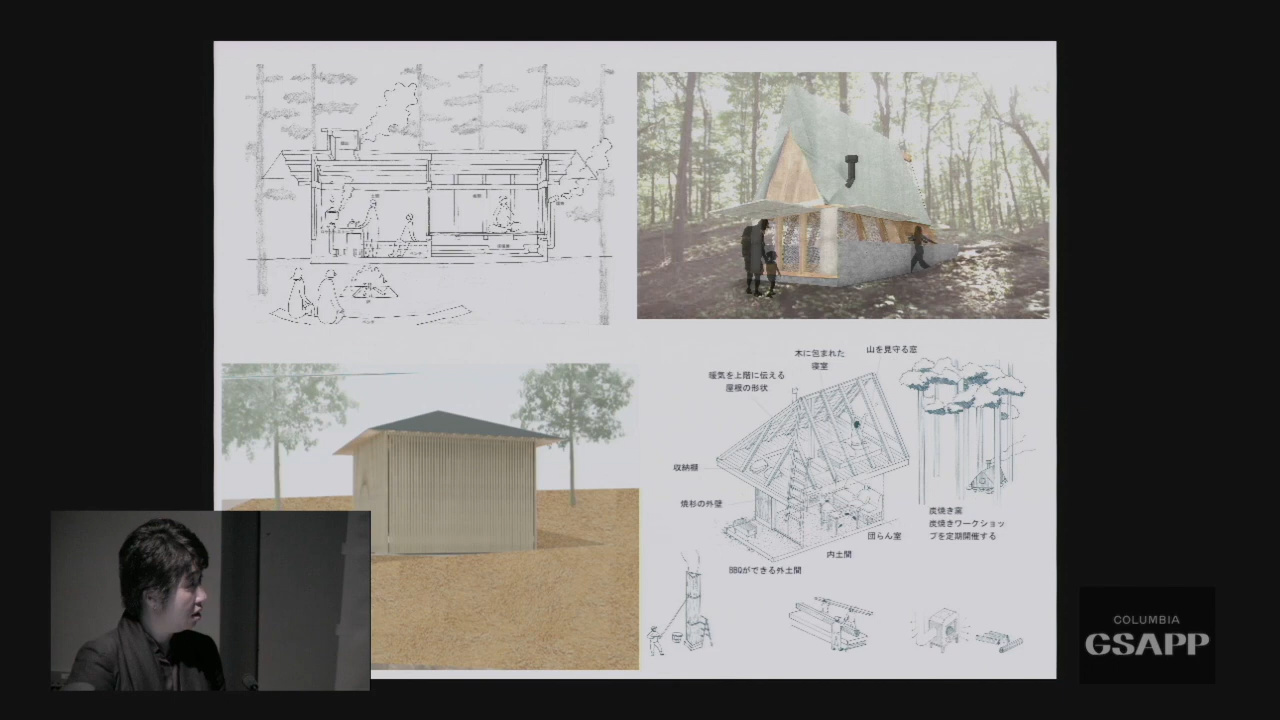 木に包まれた
寝室
山を見守る窓
暖気を上階に伝える
屋根の形状
収納棚
焼杉の外壁
炭焼き窯
炭焼きワークショッ
プを定期開催する
団らん室
内土間
BBQができる外土間
COLUMBIA
GSAPP